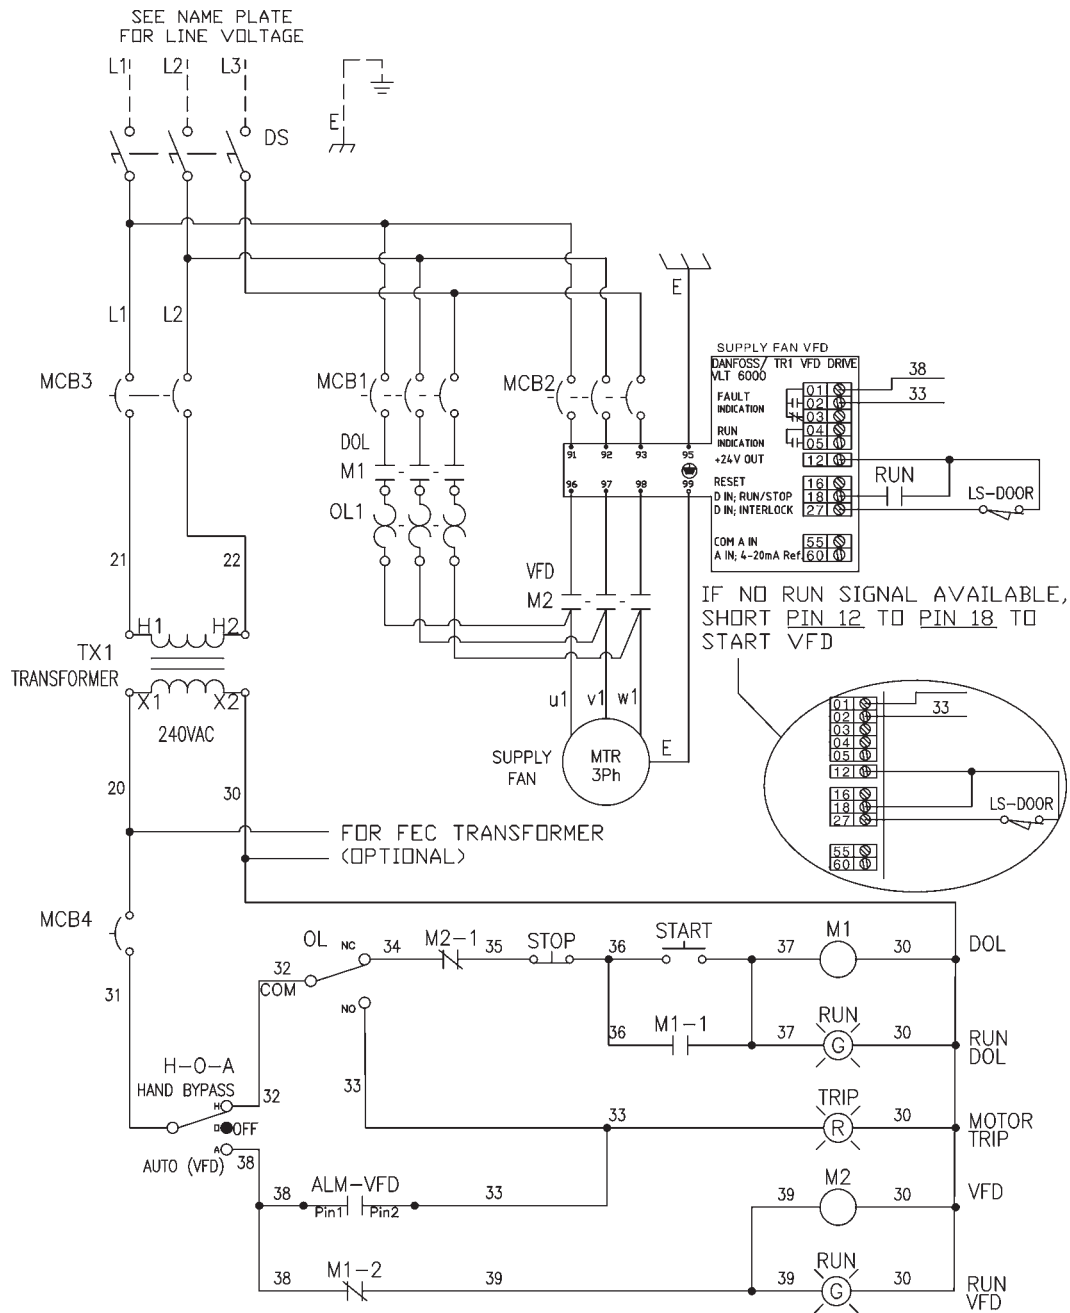 SEE NAME PLATE
FOR LINE VOLTAGE
L1 L2 L3
E
DS
L1 L2
E
MCB3
MCB1
MCB2
DOL
M1
OL1
SUPPLY FAN VFD
DANFOSS/ TR1 VFD DRIVE
VLT 6000
FAULT
INDICATION
RUN
INDICATION
+24V OUT
RESET
D IN; RUN/STOP
D IN; INTERLOCK
COM A IN
A IN; 4-20mA Ref.
01
02
03
04
05
12
16
18
27
55
60
38
33
RUN
LS-DOOR
91 92 93 95
96 97 98 99
VFD
M2
IF NO RUN SIGNAL AVAILABLE,
SHORT PIN 12 TO PIN 18 TO
START VFD
01
02
03
04
05
12
16
18
27
55
60
33
LS-DOOR
21 22
H1 H2
TX1
TRANSFORMER
X1 X2
240VAC
u1 v1 w1
SUPPLY
FAN
MTR
3Ph
E
20 30
FOR FEC TRANSFORMER
(OPTIONAL)
MCB4
31
OL NC 34 M2-1 35 STOP 36 START 37 M1 30 DOL
32
COM
NO
36 M1-1 37 RUN G 30 RUN
DOL
H-O-A
HAND BYPASS
H
32
OFF
A
AUTO (VFD) 38
33
33 TRIP R 30 MOTOR
TRIP
38 ALM-VFD 33
Pin1 Pin2
39 M2 30 VFD
38 M1-2 39 39 RUN G 30 RUN
VFD